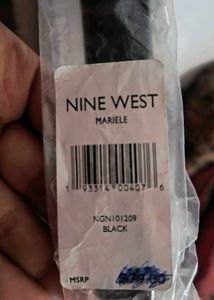 NINE WEST
MARIELE
1 93314 00407 6
NGN101209
BLACK
MSRP